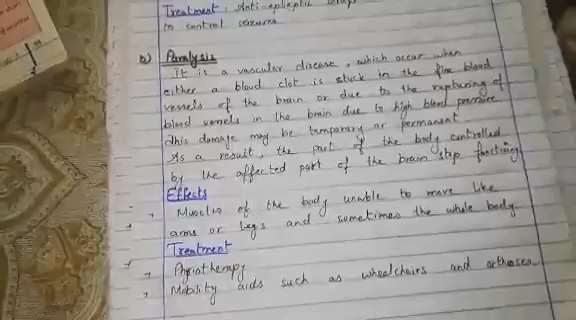 Treatment: Anti-epileptic drugs
to control seizures
b) Paralysis
It is a vascular disease, which occur when
either a blood clot is stuck in the fine blood
vessels of the brain or due to the rupturing of
blood vessels in the brain due to high blood pressure
this damage may be temporary or permanent
As a result, the part of the body controlled
by the affected part of the brain stop functing
Effects
→ Muscles of the body unable to move like
arms or legs and sometimes the whole body.
Treatment
→ Physiotherapy
→ Mobility aids such as wheelchairs and orthoses